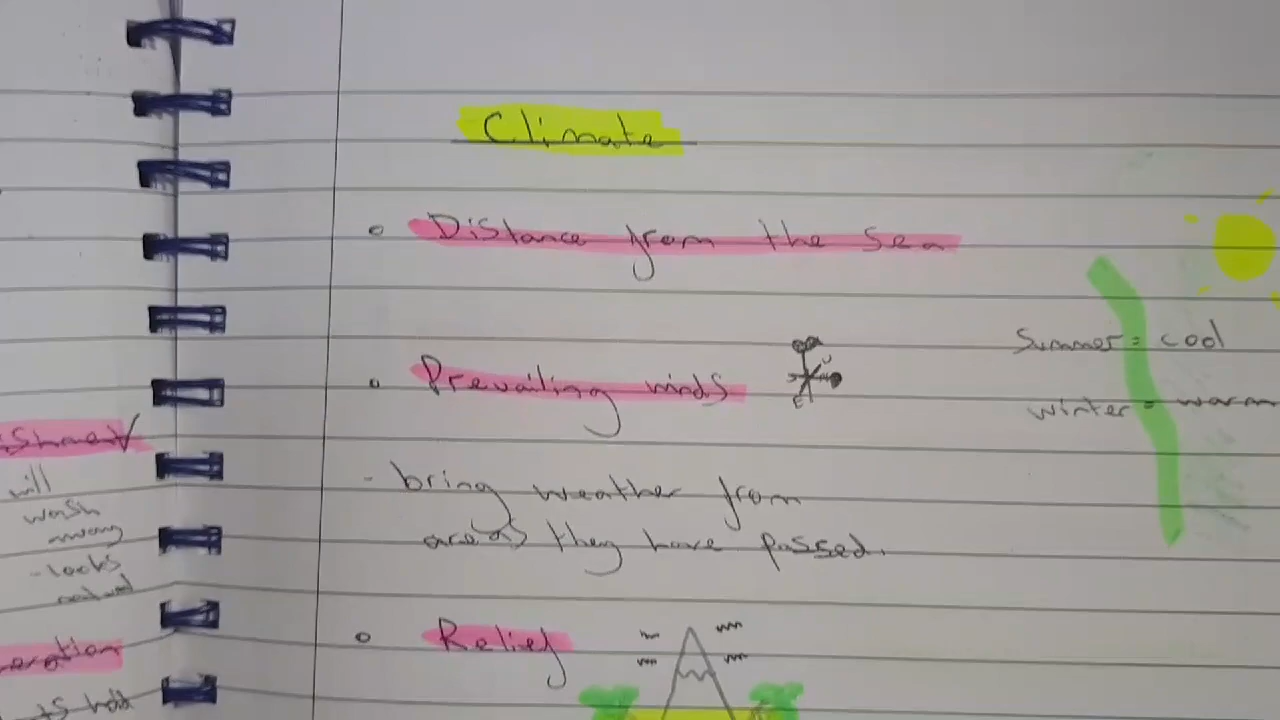 Climate
Distance from the Sea
Summer = cool
Prevailing winds
winter = warm
- bring weather from
areas they have passed.
Relief
will
wash
away
- looks
natural